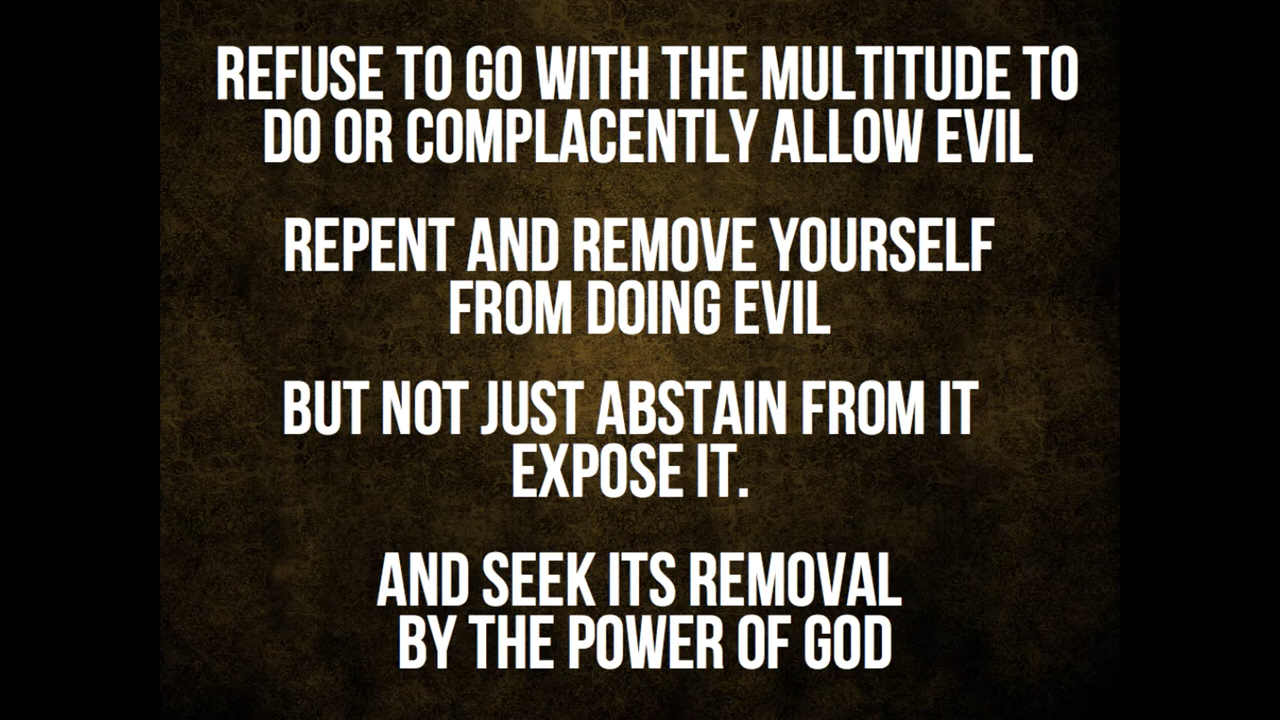 REFUSE TO GO WITH THE MULTITUDE TO
DO OR COMPLACENTLY ALLOW EVIL
REPENT AND REMOVE YOURSELF
FROM DOING EVIL
BUT NOT JUST ABSTAIN FROM IT
EXPOSE IT.
AND SEEK ITS REMOVAL
BY THE POWER OF GOD